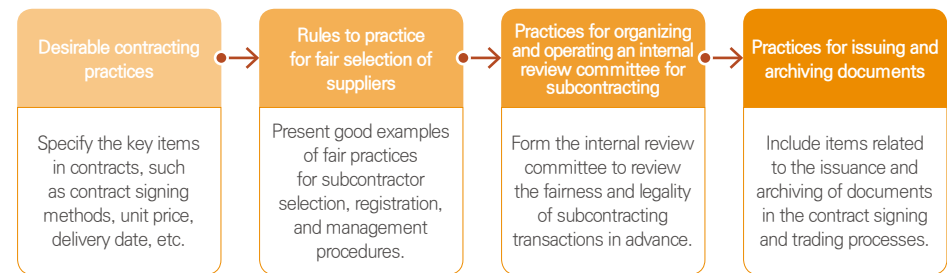 Desirable contracting
practices
Specify the key items
in contracts, such
as contract signing
methods, unit price,
delivery date, etc.
Rules to practice
for fair selection of
suppliers
Present good examples
of fair practices
for subcontractor
selection, registration,
and management
procedures.
Practices for organizing
and operating an internal
review committee for
subcontracting
Form the internal review
committee to review
the fairness and legality
of subcontracting
transactions in advance.
Practices for issuing and
archiving documents
Include items related
to the issuance and
archiving of documents
in the contract signing
and trading processes.